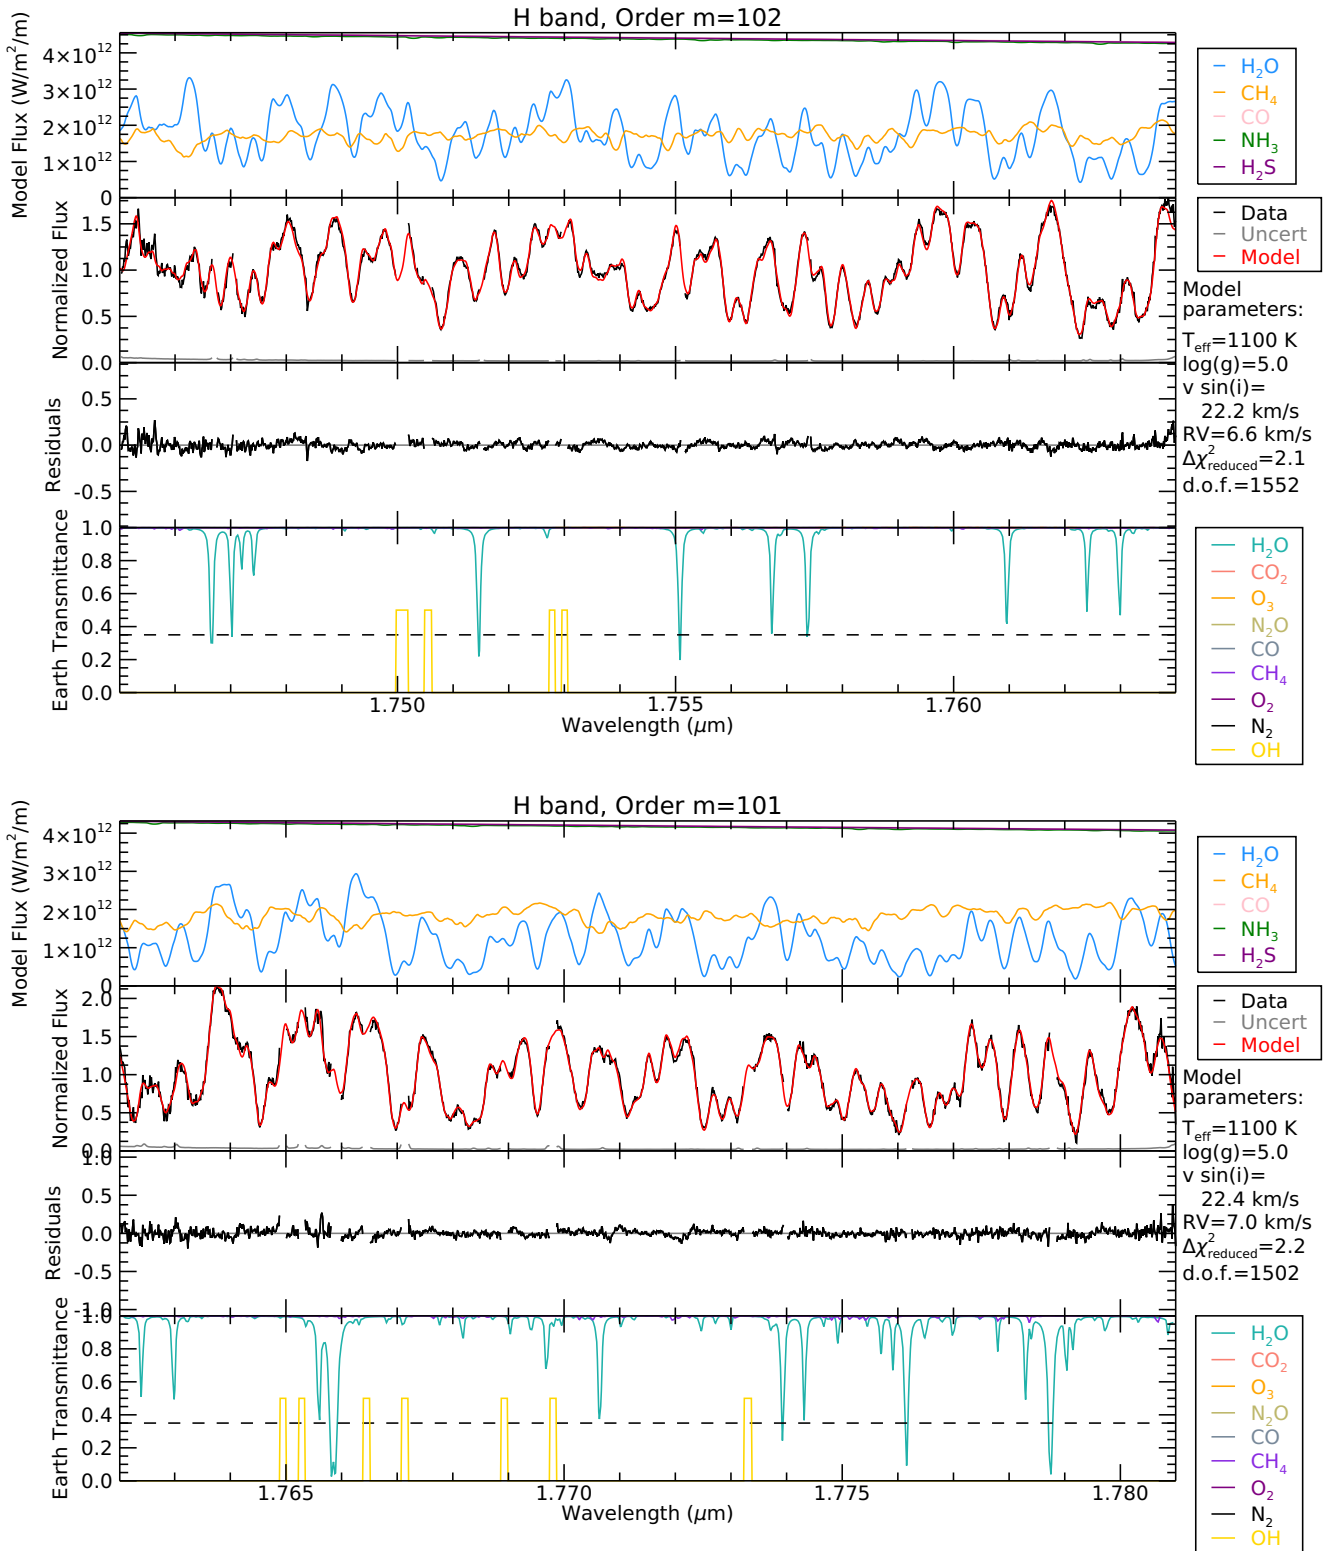 H band, Order m=102
Model Flux (W/m²/m)
4×10¹²
3×10¹²
2×10¹²
1×10¹²
0
H₂O
CH₄
CO
NH₃
H₂S
Normalized Flux
1.5
1.0
0.5
0.0
Data
Uncert
Model
Model
parameters:
T_eff=1100 K
log(g)=5.0
v sin(i)=
22.2 km/s
RV=6.6 km/s
Δχ²_reduced=2.1
d.o.f.=1552
Residuals
0.5
0.0
-0.5
Earth Transmittance
1.0
0.8
0.6
0.4
0.2
0.0
1.750
1.755
1.760
Wavelength (μm)
H₂O
CO₂
O₃
N₂O
CO
CH₄
O₂
N₂
OH
H band, Order m=101
Model Flux (W/m²/m)
4×10¹²
3×10¹²
2×10¹²
1×10¹²
0
H₂O
CH₄
CO
NH₃
H₂S
Normalized Flux
2.0
1.5
1.0
0.5
0.0
Data
Uncert
Model
Model
parameters:
T_eff=1100 K
log(g)=5.0
v sin(i)=
22.4 km/s
RV=7.0 km/s
Δχ²_reduced=2.2
d.o.f.=1502
Residuals
1.0
0.5
0.0
-0.5
-1.0
Earth Transmittance
1.0
0.8
0.6
0.4
0.2
0.0
1.765
1.770
1.775
1.780
Wavelength (μm)
H₂O
CO₂
O₃
N₂O
CO
CH₄
O₂
N₂
OH